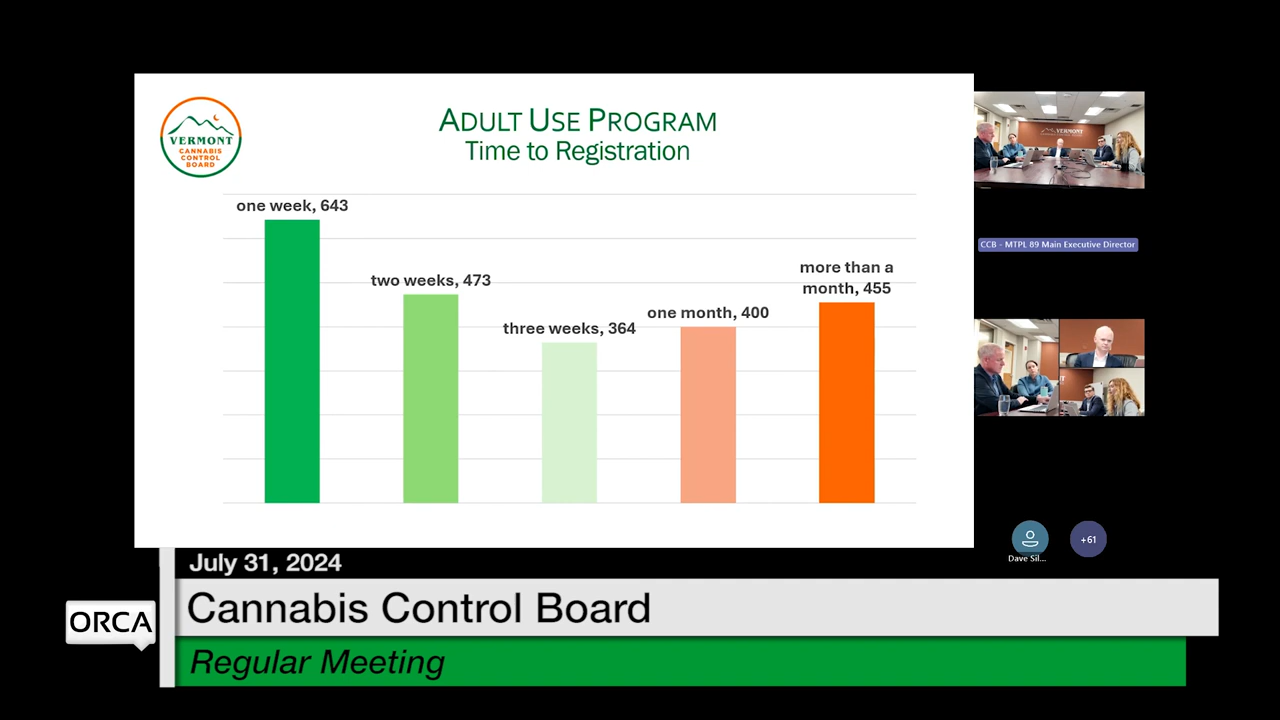 VERMONT
CANNABIS
CONTROL
BOARD
ADULT USE PROGRAM
Time to Registration
one week, 643
two weeks, 473
three weeks, 364
one month, 400
more than a
month, 455
VERMONT
CCB - MTPL 89 Main Executive Director
Dave Sil...
+61
July 31, 2024
ORCA
Cannabis Control Board
Regular Meeting